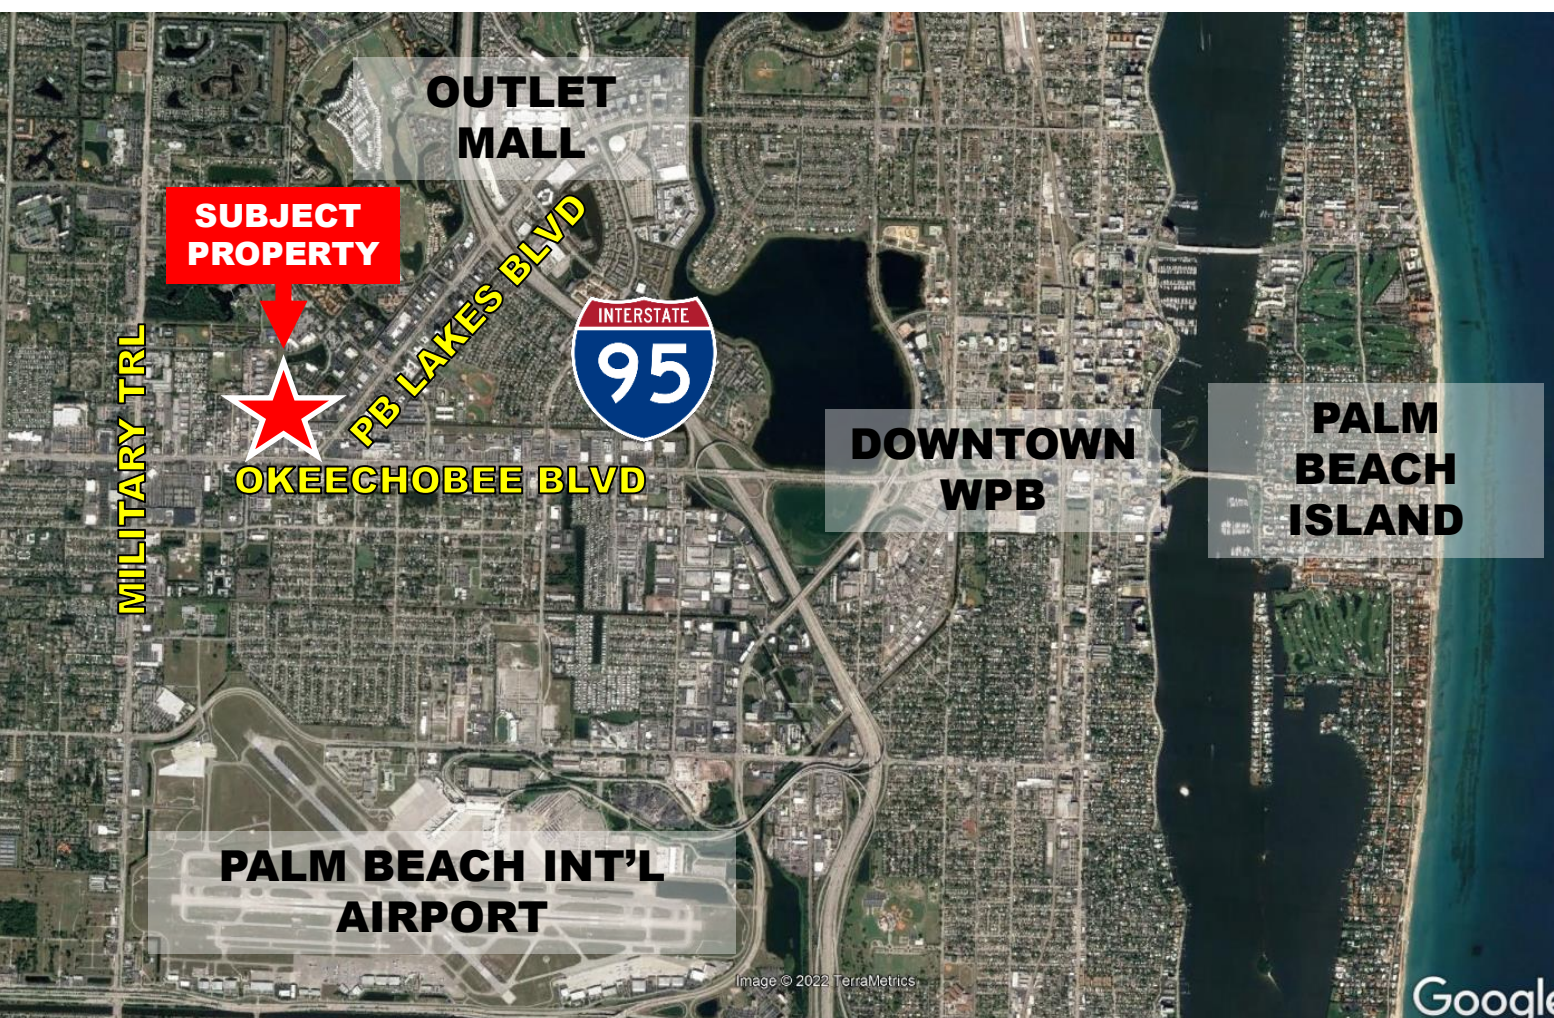 OUTLET
MALL
SUBJECT
PROPERTY
PB LAKES BLVD
INTERSTATE
95
MILITARY TRL
OKEECHOBEE BLVD
DOWNTOWN
WPB
PALM
BEACH
ISLAND
PALM BEACH INT'L
AIRPORT
Image © 2022 TerraMetrics
Google